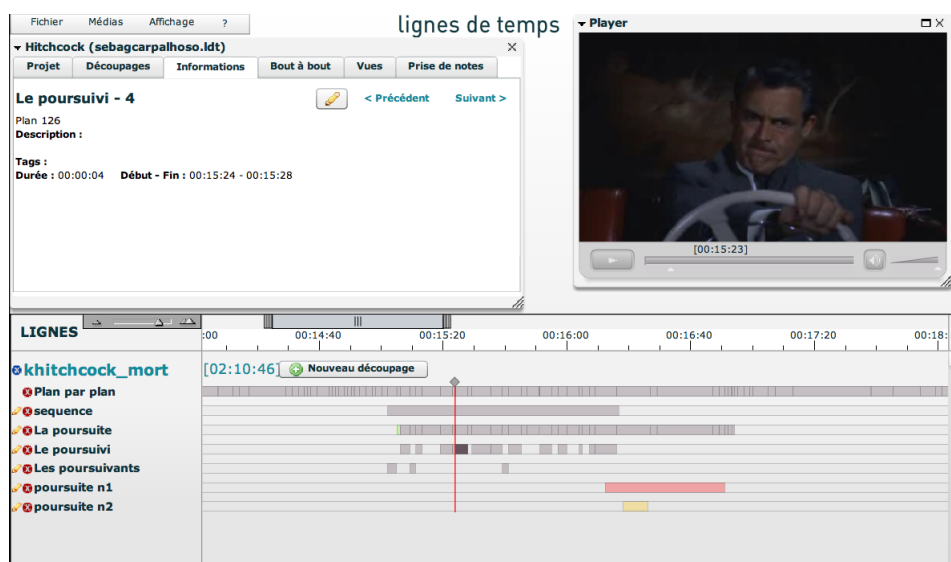 Fichier Médias Affichage ?
lignes de temps
Hitchcock (sebagcarpalhoso.ldt)
Projet Découpages Informations Bout à bout Vues Prise de notes
Le poursuivi - 4
< Précédent Suivant >
Plan 126
Description :
Tags :
Durée : 00:00:04 Début - Fin : 00:15:24 - 00:15:28
Player
[00:15:23]
LIGNES
:00 00:14:40 00:15:20 00:16:00 00:16:40 00:17:20 00:18:
khitchcock_mort [02:10:46] Nouveau découpage
Plan par plan
sequence
La poursuite
Le poursuivi
Les poursuivants
poursuite n1
poursuite n2